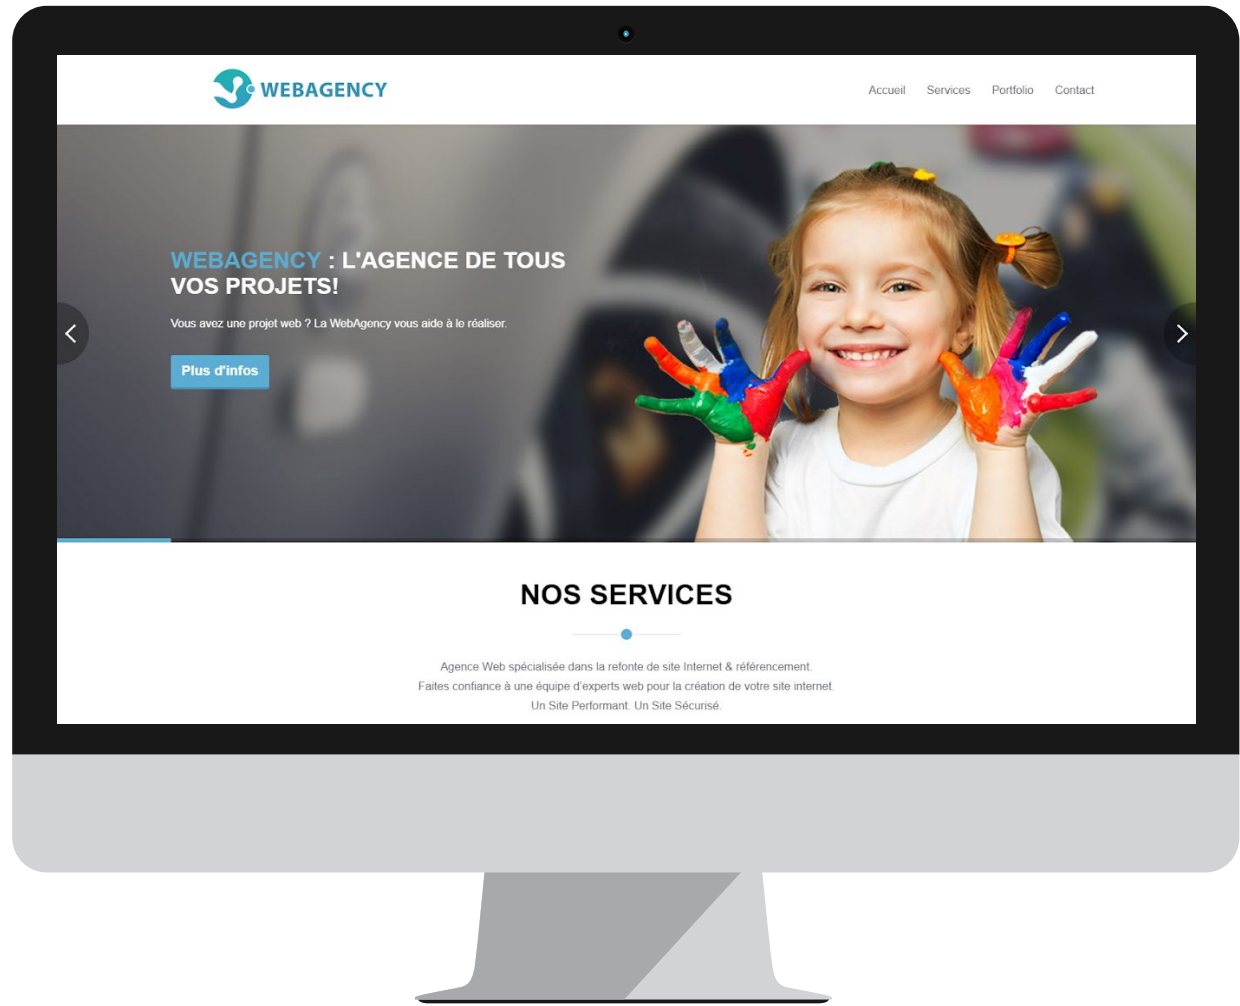 WEBAGENCY
Accueil Services Portfolio Contact
WEBAGENCY : L'AGENCE DE TOUS
VOS PROJETS!
Vous avez une projet web ? La WebAgency vous aide à le réaliser.
Plus d'infos
NOS SERVICES
Agence Web spécialisée dans la refonte de site Internet & référencement.
Faites confiance à une équipe d'experts web pour la création de votre site internet.
Un Site Performant. Un Site Sécurisé.